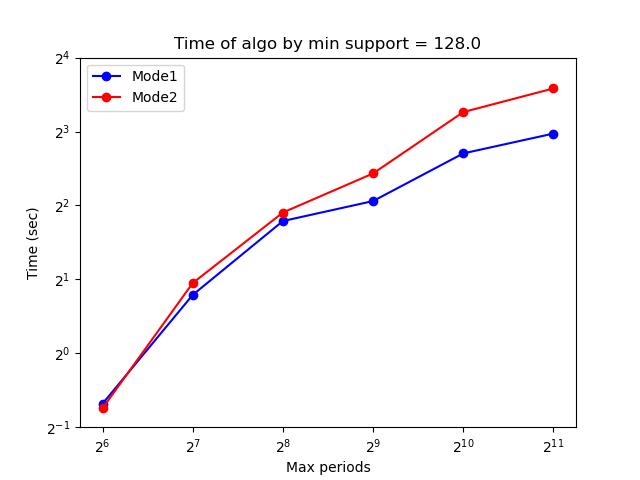 Time of algo by min support = 128.0
Mode1
Mode2
Time (sec)
2^4
2^3
2^2
2^1
2^0
2^-1
2^6 2^7 2^8 2^9 2^10 2^11
Max periods